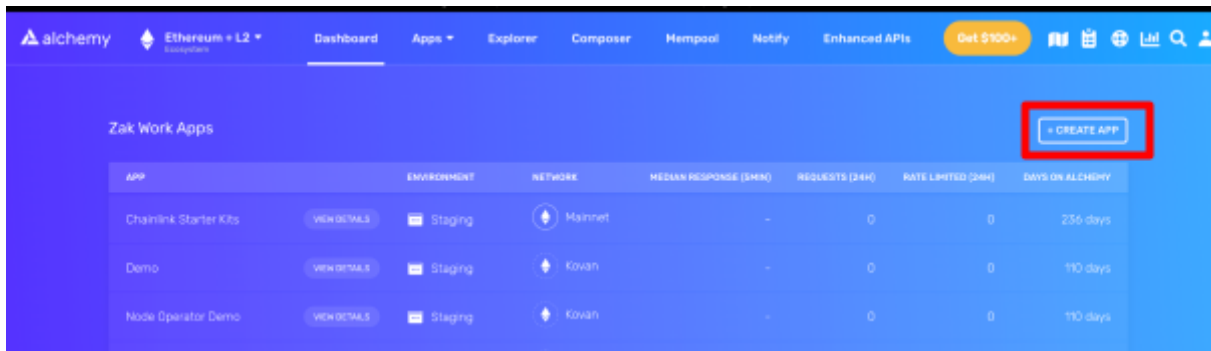 alchemy Ethereum + L2 Dashboard Apps Explorer Composer Mempool Notify Enhanced APIs Get $100+
Ecosystem
Zak Work Apps + CREATE APP
APP ENVIRONMENT NETWORK MEDIAN RESPONSE (5MIN) REQUESTS (24H) RATE LIMITED (24H) DAYS ON ALCHEMY
Chainlink Starter Kits VIEW DETAILS Staging Mainnet - 0 0 236 days
Demo VIEW DETAILS Staging Kovan - 0 0 110 days
Node Operator Demo VIEW DETAILS Staging Kovan - 0 0 110 days